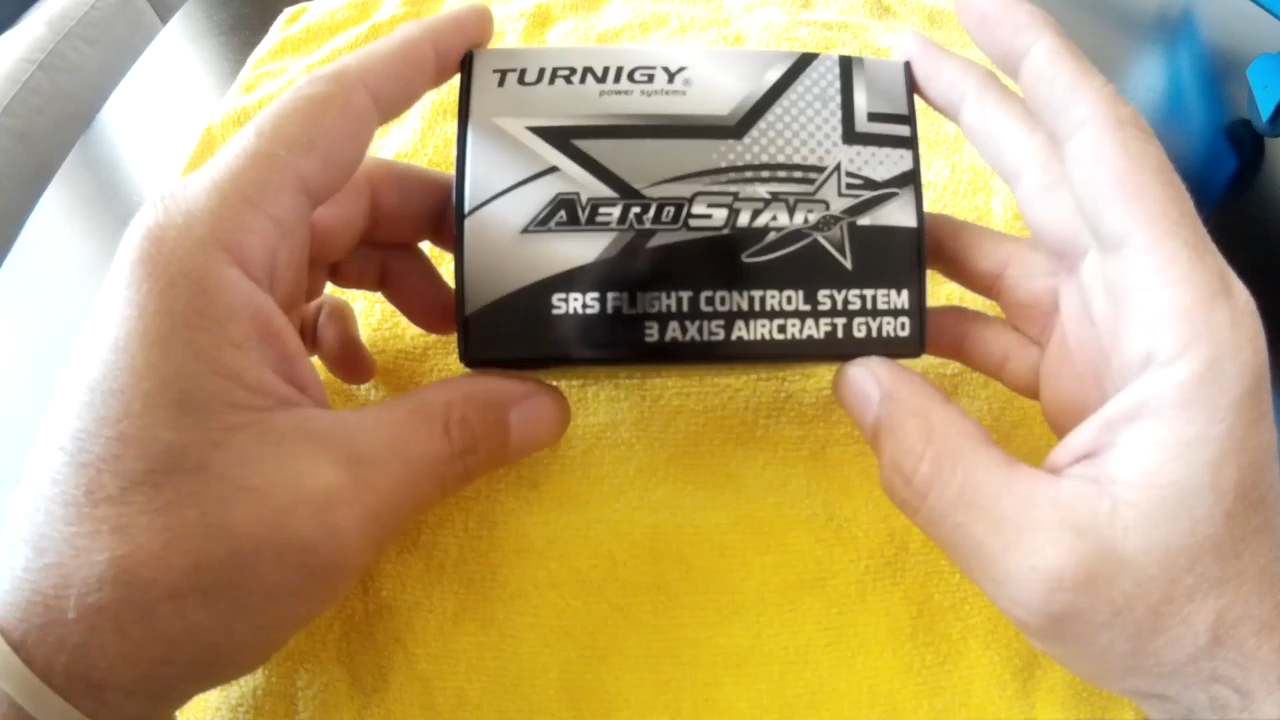 TURNIGY®
power systems
AEROSTAR
SRS FLIGHT CONTROL SYSTEM
3 AXIS AIRCRAFT GYRO